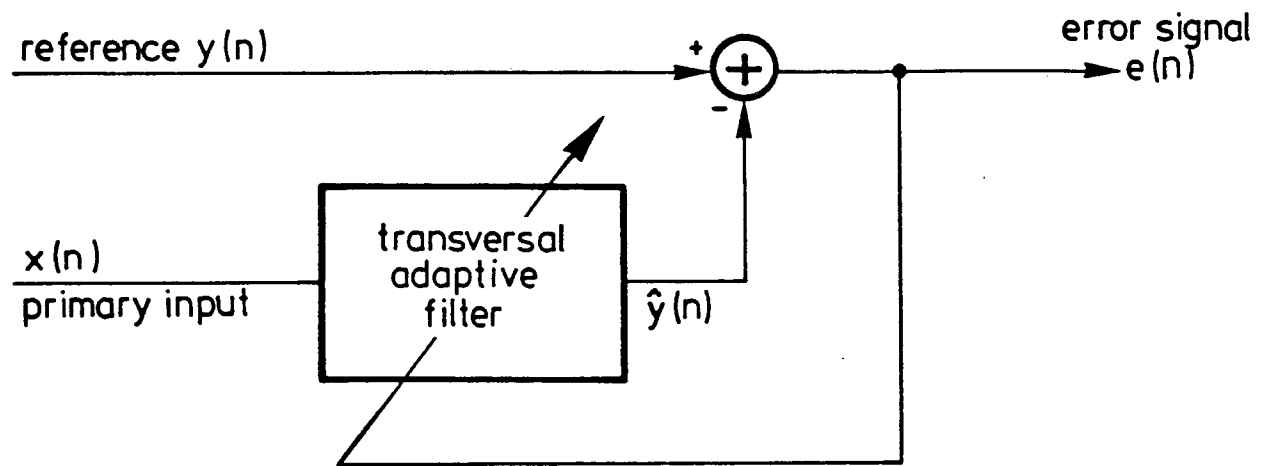 reference y(n)
+
+
-
error signal
e(n)
x(n)
primary input
transversal
adaptive
filter
ŷ(n)